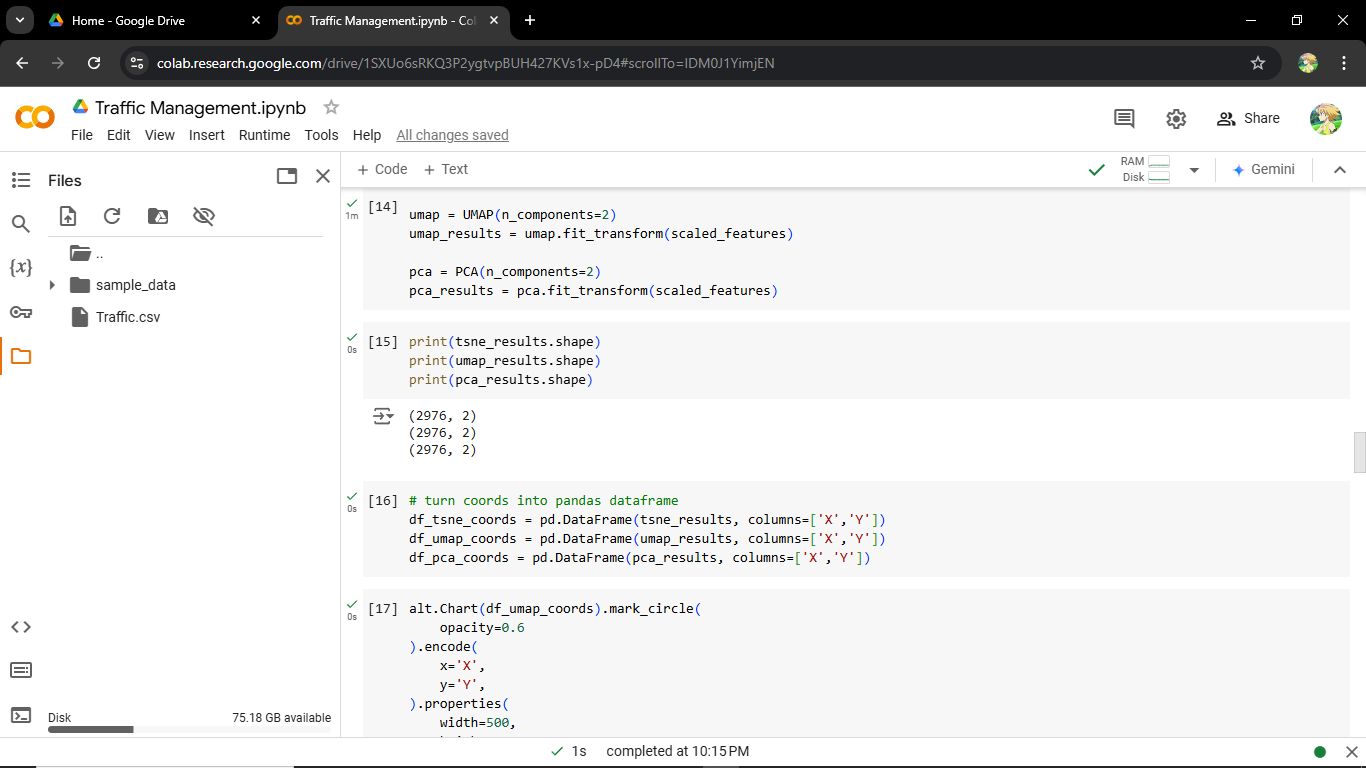 Home - Google Drive
Traffic Management.ipynb - Co
colab.research.google.com/drive/1SXUo6sRKQ3P2ygtvpBUH427KVs1x-pD4#scrollTo=IDM0J1YimjEN
Traffic Management.ipynb
File Edit View Insert Runtime Tools Help All changes saved
Share
Files
+ Code + Text
RAM
Disk
Gemini
..
sample_data
Traffic.csv
{x}
Disk 75.18 GB available
1m
[14]
umap = UMAP(n_components=2)
umap_results = umap.fit_transform(scaled_features)
pca = PCA(n_components=2)
pca_results = pca.fit_transform(scaled_features)
0s
[15] print(tsne_results.shape)
print(umap_results.shape)
print(pca_results.shape)
(2976, 2)
(2976, 2)
(2976, 2)
0s
[16] # turn coords into pandas dataframe
df_tsne_coords = pd.DataFrame(tsne_results, columns=['X','Y'])
df_umap_coords = pd.DataFrame(umap_results, columns=['X','Y'])
df_pca_coords = pd.DataFrame(pca_results, columns=['X','Y'])
0s
[17] alt.Chart(df_umap_coords).mark_circle(
opacity=0.6
).encode(
x='X',
y='Y',
).properties(
width=500,
1s completed at 10:15 PM